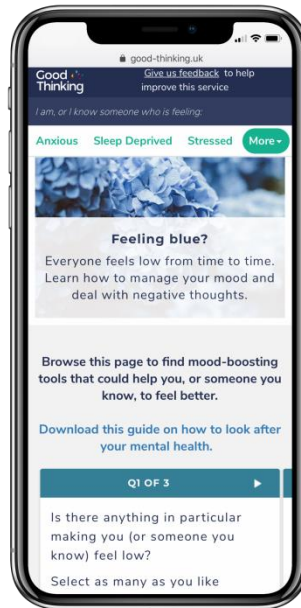 good-thinking.uk
Good Thinking
Give us feedback to help
improve this service
I am, or I know someone who is feeling:
Anxious Sleep Deprived Stressed More
Feeling blue?
Everyone feels low from time to time.
Learn how to manage your mood and
deal with negative thoughts.
Browse this page to find mood-boosting
tools that could help you, or someone you
know, to feel better.
Download this guide on how to look after
your mental health.
Q1 OF 3
Is there anything in particular
making you (or someone you
know) feel low?
Select as many as you like